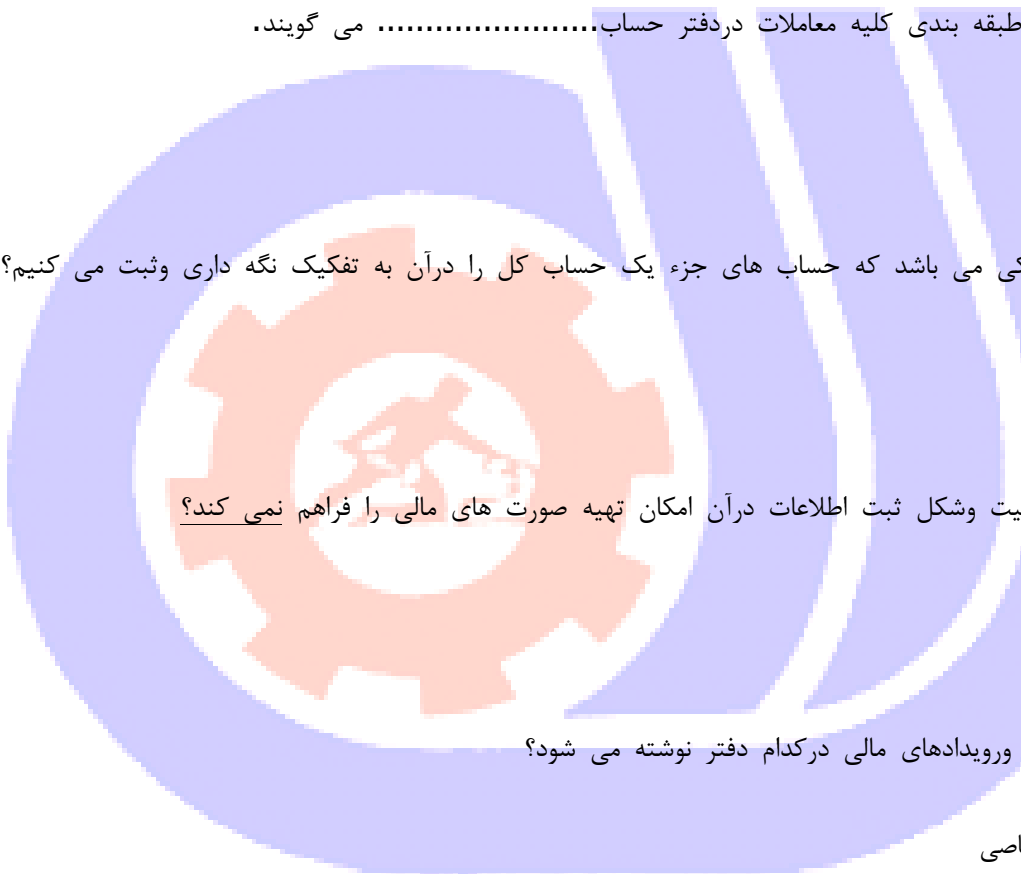 طبقه بندی کلیه معاملات دردفتر حساب....................... می گویند.
کی می باشد که حساب های جزء یک حساب کل را درآن به تفکیک نگه داری وثبت می کنیم؟
یت وشکل ثبت اطلاعات درآن امکان تهیه صورت های مالی را فراهم نمی کند؟
ورویدادهای مالی درکدام دفتر نوشته می شود؟
اصی